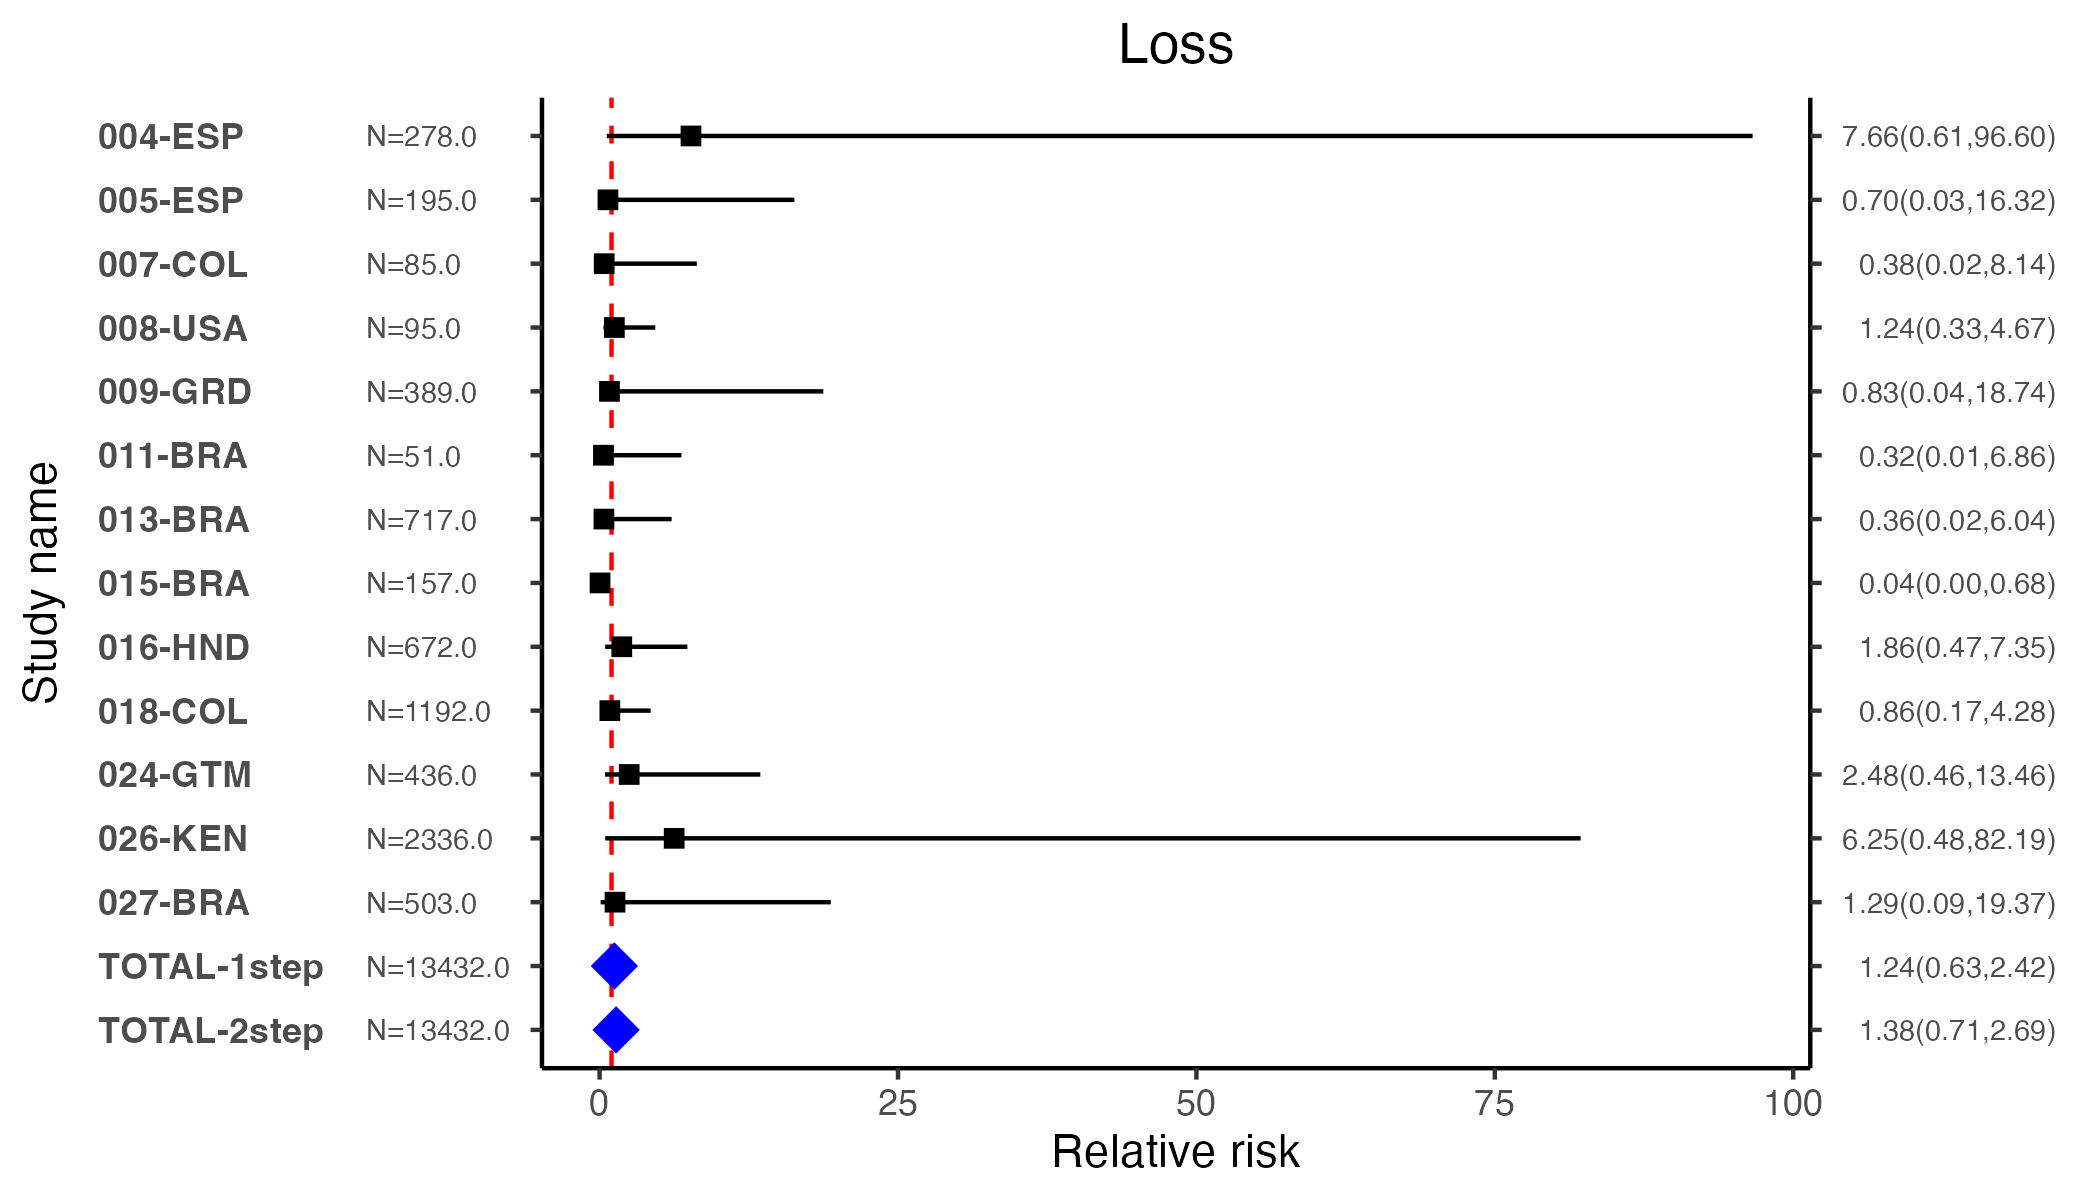 Loss
Study name
004-ESP N=278.0 7.66(0.61,96.60)
005-ESP N=195.0 0.70(0.03,16.32)
007-COL N=85.0 0.38(0.02,8.14)
008-USA N=95.0 1.24(0.33,4.67)
009-GRD N=389.0 0.83(0.04,18.74)
011-BRA N=51.0 0.32(0.01,6.86)
013-BRA N=717.0 0.36(0.02,6.04)
015-BRA N=157.0 0.04(0.00,0.68)
016-HND N=672.0 1.86(0.47,7.35)
018-COL N=1192.0 0.86(0.17,4.28)
024-GTM N=436.0 2.48(0.46,13.46)
026-KEN N=2336.0 6.25(0.48,82.19)
027-BRA N=503.0 1.29(0.09,19.37)
TOTAL-1step N=13432.0 1.24(0.63,2.42)
TOTAL-2step N=13432.0 1.38(0.71,2.69)
0 25 50 75 100
Relative risk